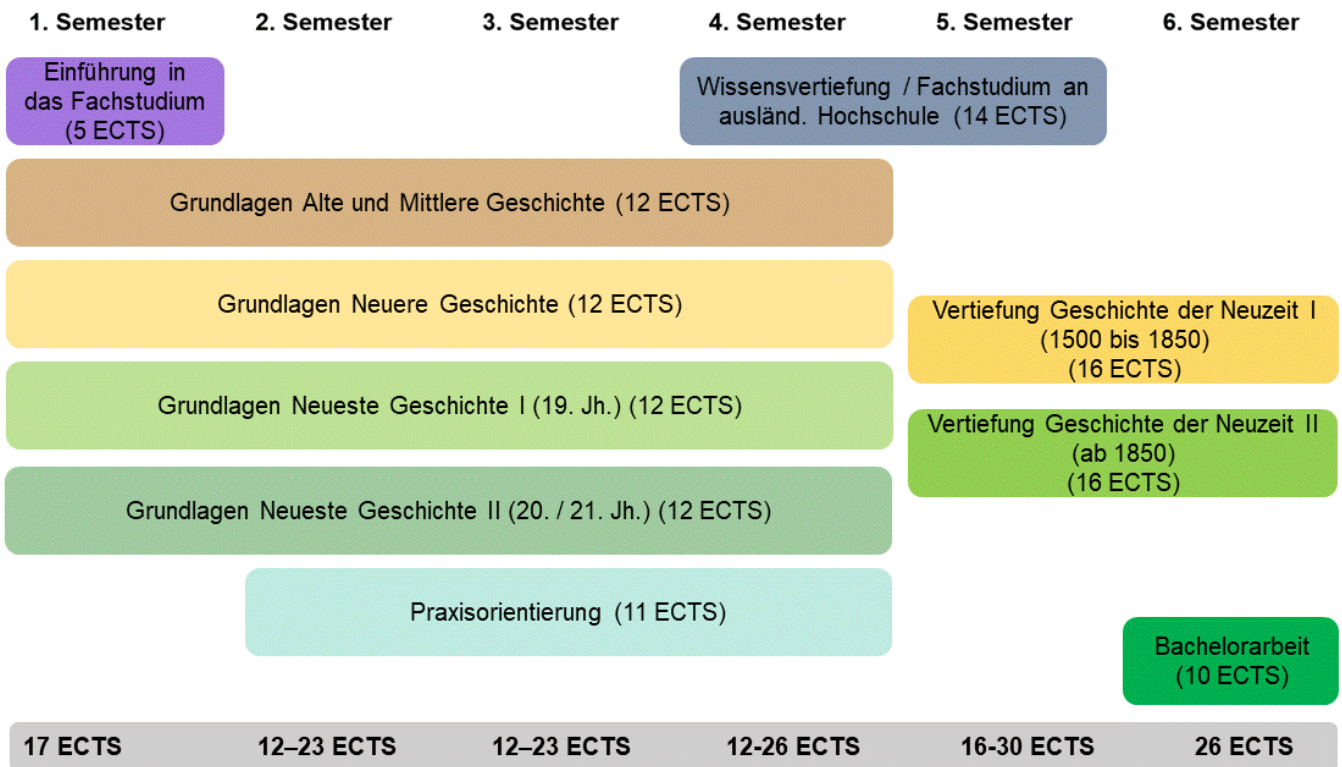 1. Semester 2. Semester 3. Semester 4. Semester 5. Semester 6. Semester
Einführung in
das Fachstudium
(5 ECTS)
Wissensvertiefung / Fachstudium an
ausländ. Hochschule (14 ECTS)
Grundlagen Alte und Mittlere Geschichte (12 ECTS)
Grundlagen Neuere Geschichte (12 ECTS)
Vertiefung Geschichte der Neuzeit I
(1500 bis 1850)
(16 ECTS)
Grundlagen Neueste Geschichte I (19. Jh.) (12 ECTS)
Vertiefung Geschichte der Neuzeit II
(ab 1850)
(16 ECTS)
Grundlagen Neueste Geschichte II (20. / 21. Jh.) (12 ECTS)
Praxisorientierung (11 ECTS)
Bachelorarbeit
(10 ECTS)
17 ECTS 12–23 ECTS 12–23 ECTS 12-26 ECTS 16-30 ECTS 26 ECTS